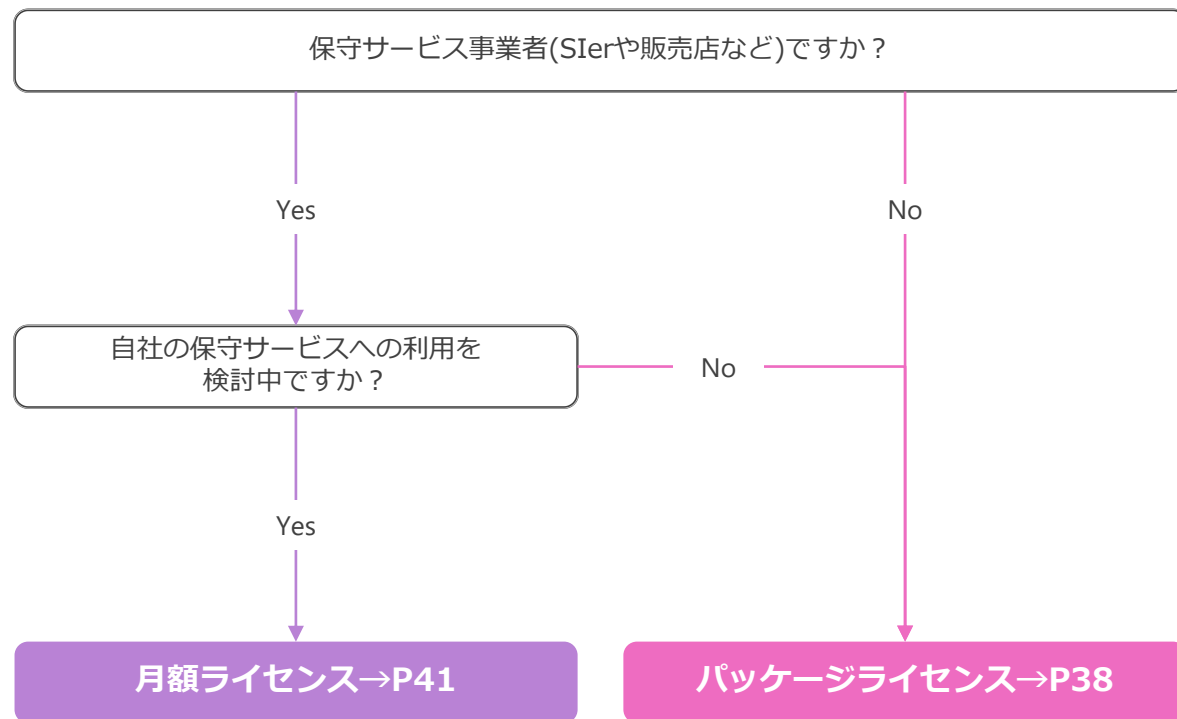 保守サービス事業者(SIerや販売店など)ですか？
Yes
No
自社の保守サービスへの利用を
検討中ですか？
No
Yes
月額ライセンス→P41
パッケージライセンス→P38